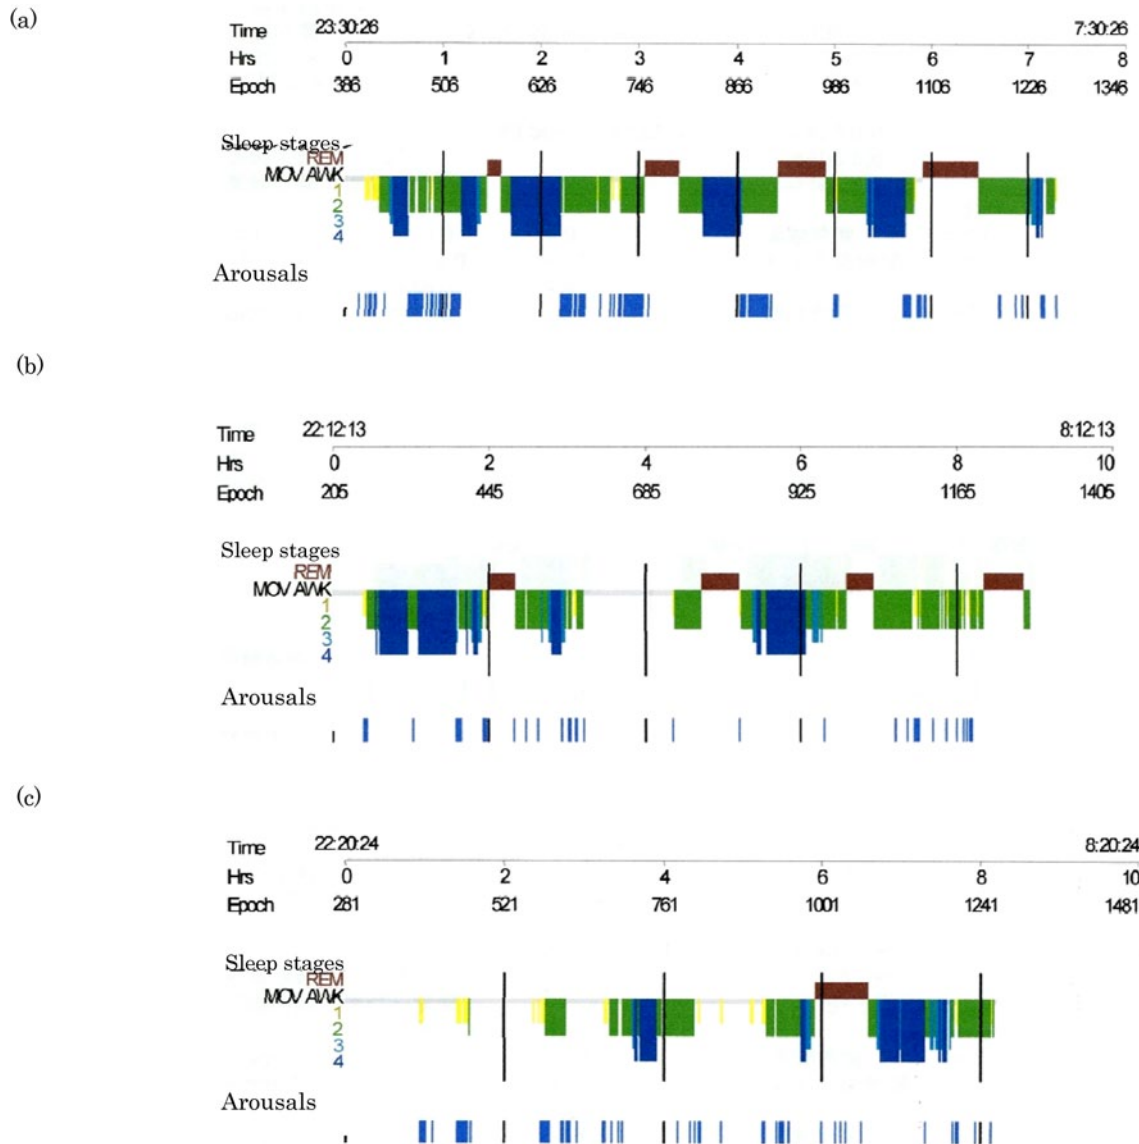 (a)
Time 23:30:26 7:30:26
Hrs 0 1 2 3 4 5 6 7 8
Epoch 386 506 626 746 866 986 1106 1226 1346
Sleep stages
REM
MOV AWK
1
2
3
4
Arousals
(b)
Time 22:12:13 8:12:13
Hrs 0 2 4 6 8 10
Epoch 205 445 685 925 1165 1405
Sleep stages
REM
MOV AWK
1
2
3
4
Arousals
(c)
Time 22:20:24 8:20:24
Hrs 0 2 4 6 8 10
Epoch 281 521 761 1001 1241 1481
Sleep stages
REM
MOV AWK
1
2
3
4
Arousals